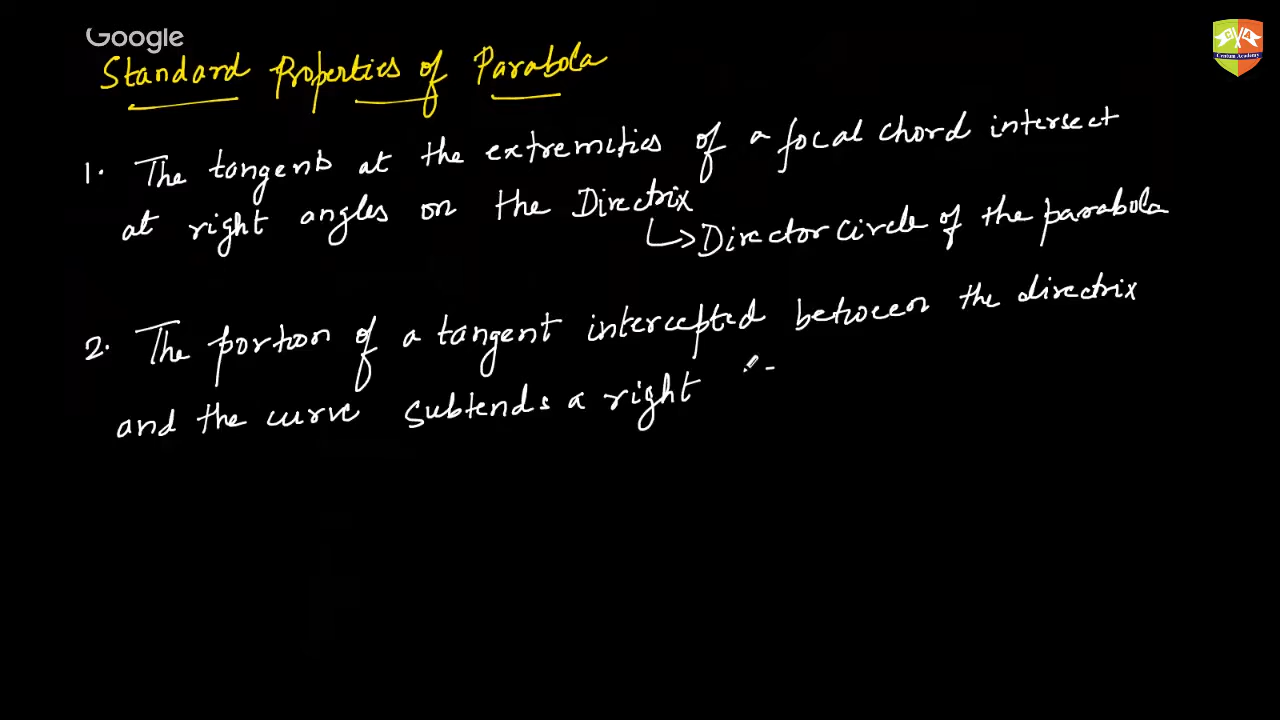 Google
Standard Properties of Parabola
1. The tangents at the extremities of a focal chord intersect
at right angles on the Directrix
↳ Director circle of the parabola
2. The portion of a tangent intercepted between the directrix
and the curve subtends a right
Centum Academy